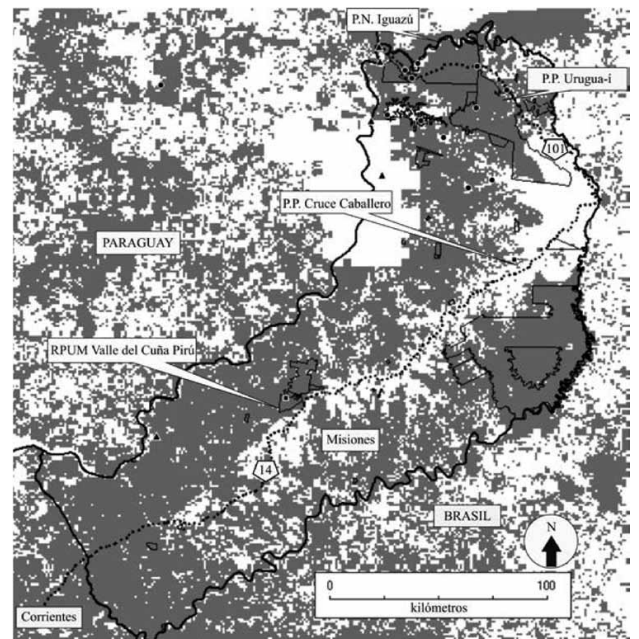 P.N. Iguazú
P.P. Urugua-í
101
P.P. Cruce Caballero
PARAGUAY
RPUM Valle del Cuña Pirú
Misiones
14
BRASIL
N
0 100
kilómetros
Corrientes